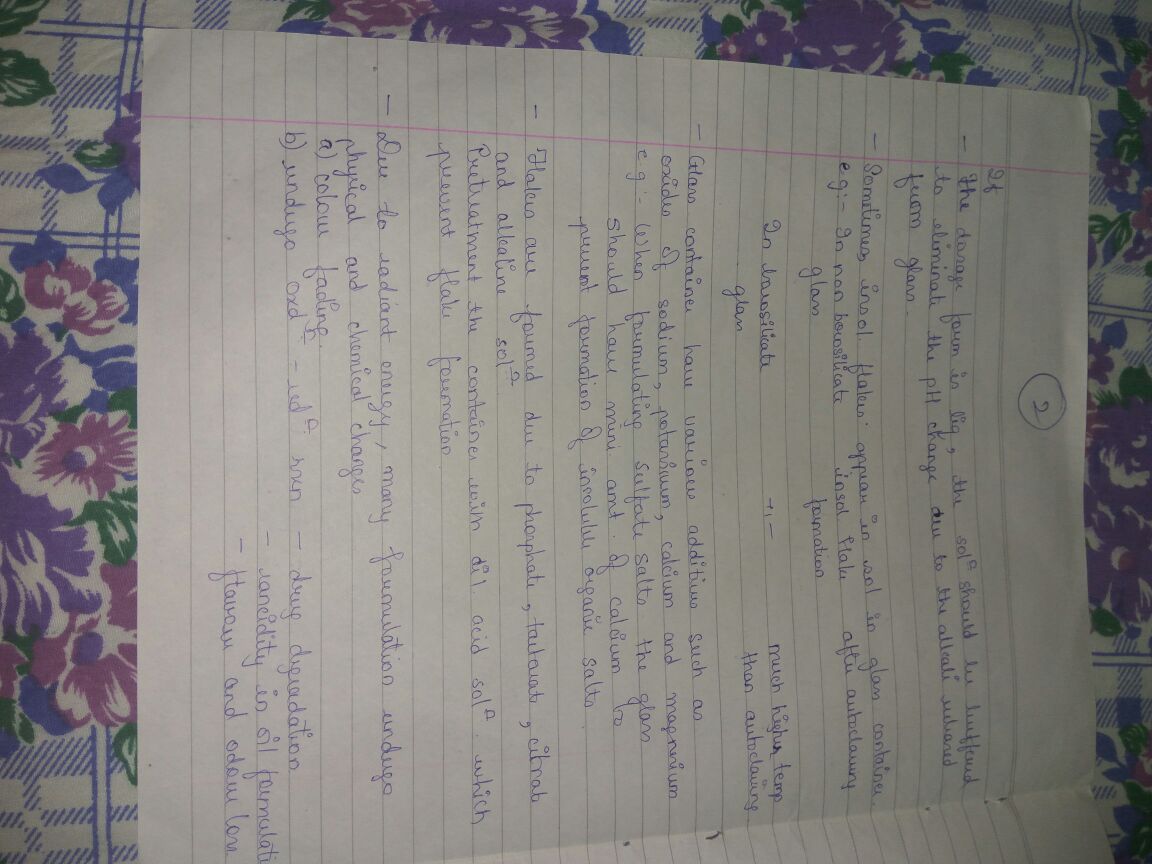 2
If
- The dosage form is liq, the solⁿ should be buffered
to eliminate the pH change due to the alkali released
from glass.
- Sometimes insol. flakes appear in sol in glass container.
e.g:- In non borosilicate insol flake after autoclaving
glass formation
In borosilicate -"- much higher temp
glass than autoclaving
- Glass container have various additives such as
oxides of sodium, potassium, calcium and magnesium
e.g:- When formulating sulfate salts the glass
should have mini amt. of calcium to
prevent formation of insoluble organic salts.
- Flakes are formed due to phosphate, tartarate, citrate
and alkaline solⁿ.
Pretreatment the container with dil. acid solⁿ. which
prevent flake formation
- Due to radiant energy, many formulation undergo
physical and chemical changes
a) colour fading
b) undergo oxdⁿ - redⁿ rxn - drug degradation
- rancidity in oil formulati
- flavour and odour loss